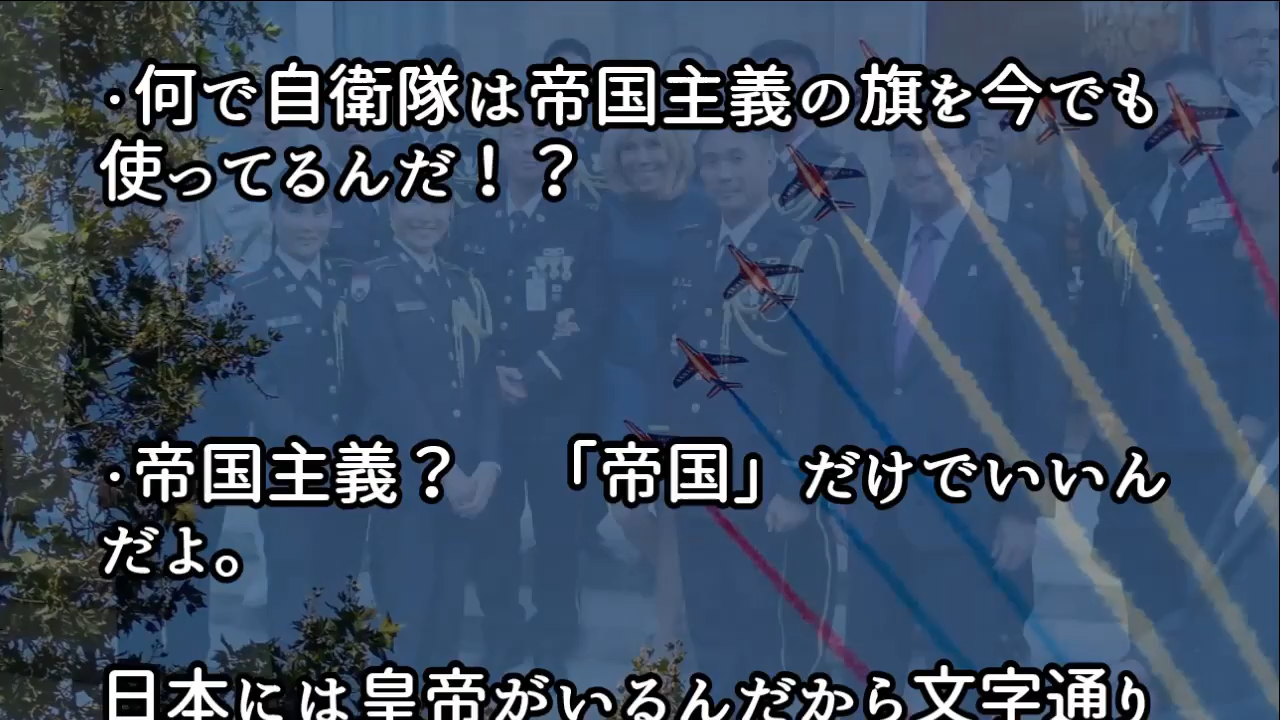 ·何で自衛隊は帝国主義の旗を今でも
使ってるんだ！？
·帝国主義？　「帝国」だけでいいん
だよ。
日本には皇帝がいるんだから文字通り